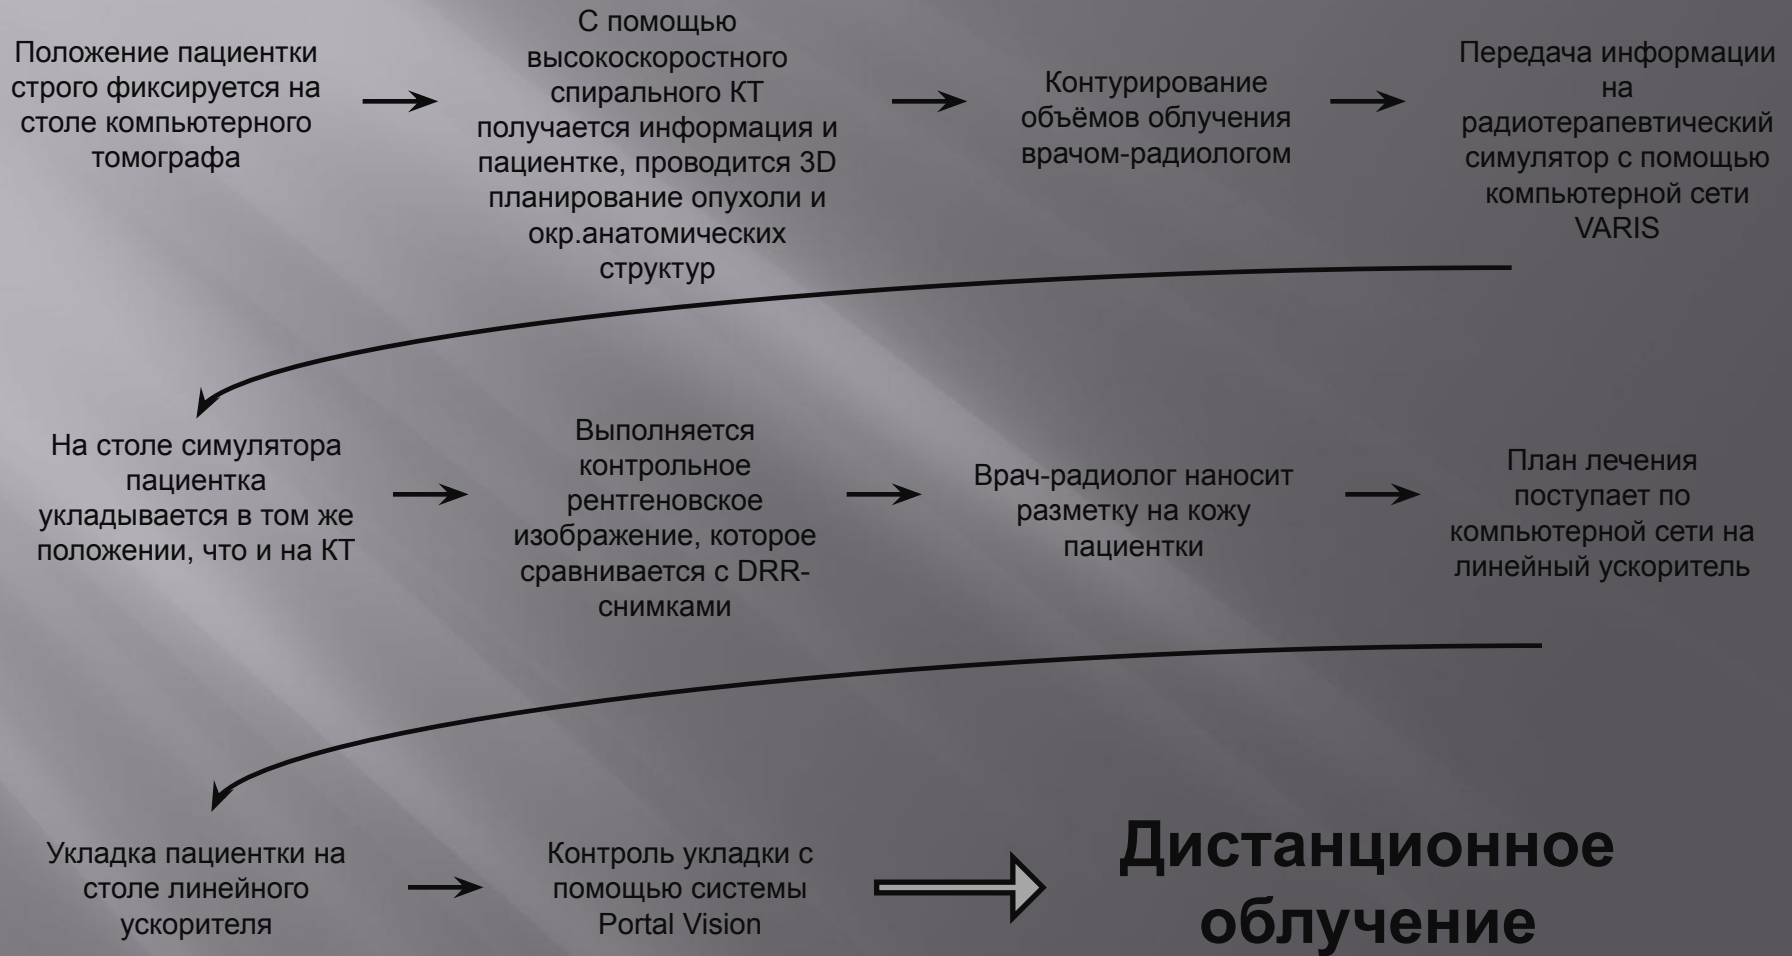 Положение пациентки
строго фиксируется на
столе компьютерного
томографа
С помощью
высокоскоростного
спирального КТ
получается информация и
пациентке, проводится 3D
планирование опухоли и
окр.анатомических
структур
Контурирование
объёмов облучения
врачом-радиологом
Передача информации
на
радиотерапевтический
симулятор с помощью
компьютерной сети
VARIS
На столе симулятора
пациентка
укладывается в том же
положении, что и на КТ
Выполняется
контрольное
рентгеновское
изображение, которое
сравнивается с DRR-
снимками
Врач-радиолог наносит
разметку на кожу
пациентки
План лечения
поступает по
компьютерной сети на
линейный ускоритель
Укладка пациентки на
столе линейного
ускорителя
Контроль укладки с
помощью системы
Portal Vision
Дистанционное
облучение